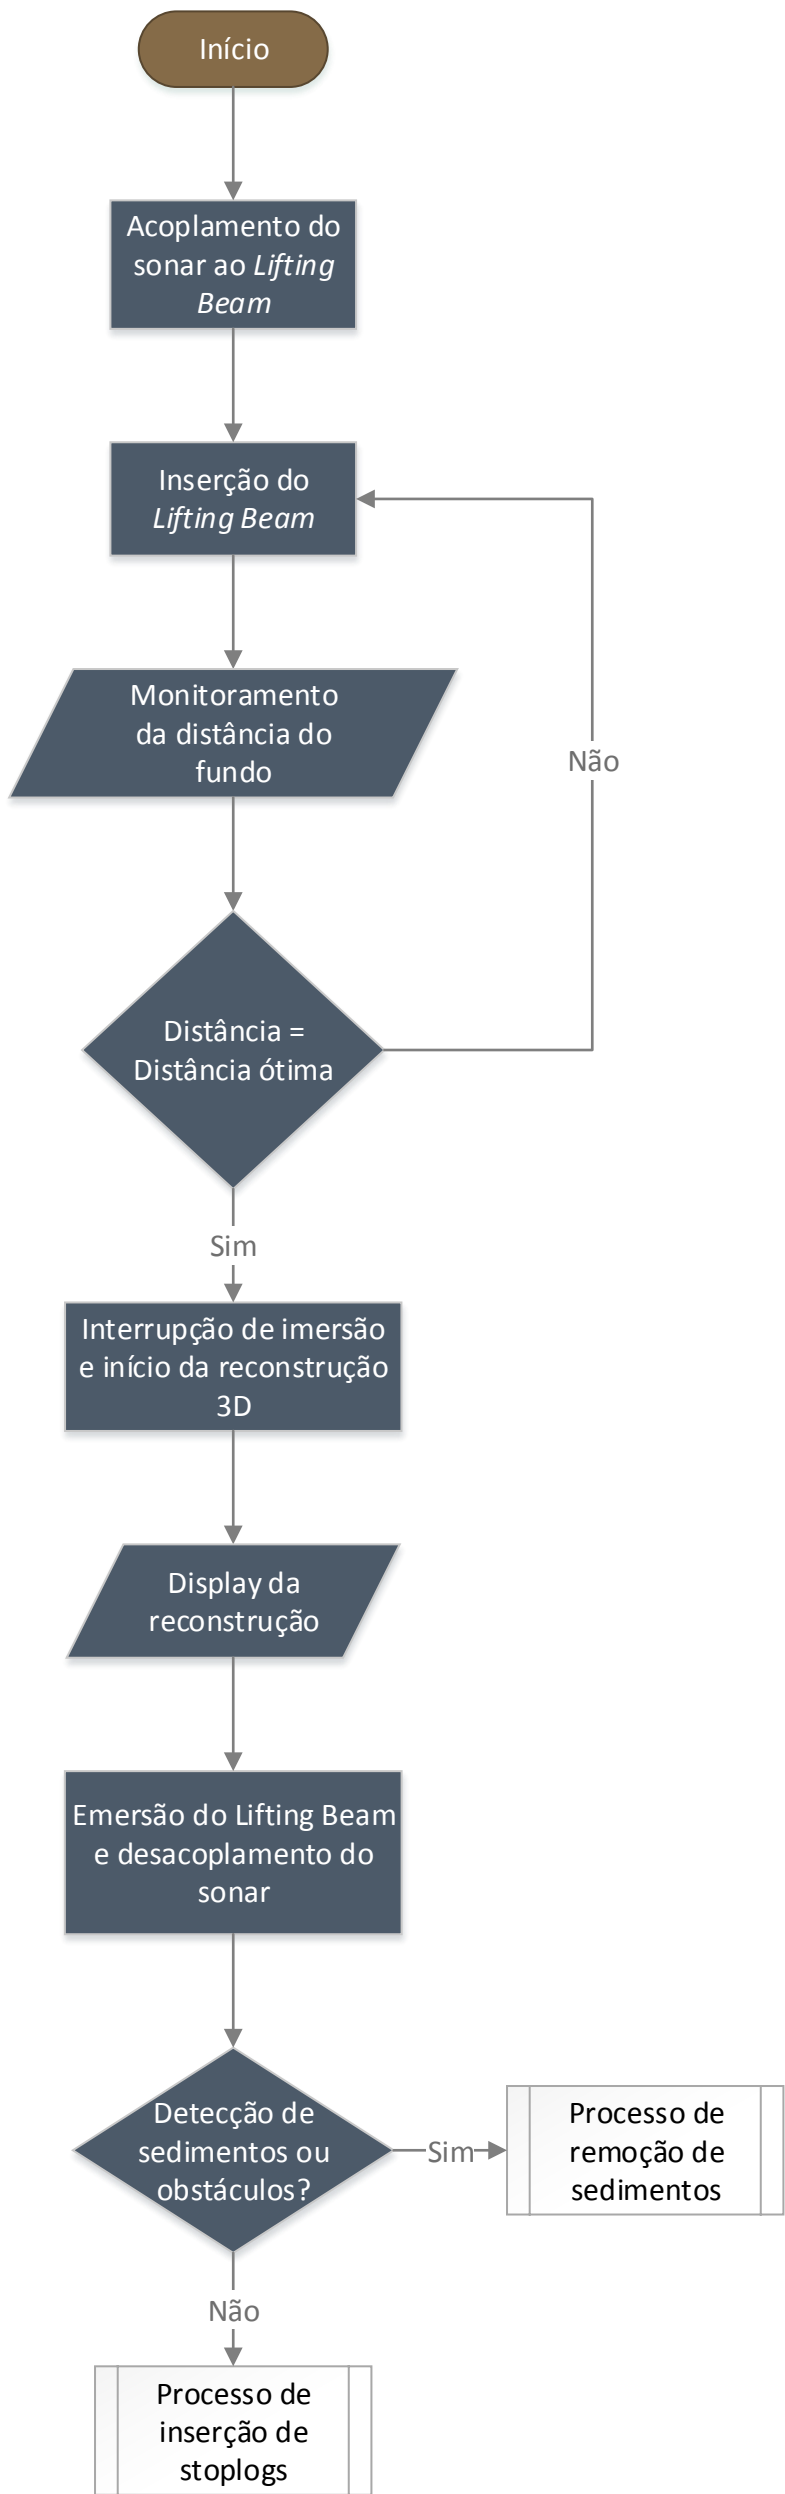 Início
Acoplamento do
sonar ao Lifting
Beam
Inserção do
Lifting Beam
Monitoramento
da distância do
fundo
Não
Distância =
Distância ótima
Sim
Interrupção de imersão
e início da reconstrução
3D
Display da
reconstrução
Emersão do Lifting Beam
e desacoplamento do
sonar
Detecção de
sedimentos ou
obstáculos?
Sim
Processo de
remoção de
sedimentos
Não
Processo de
inserção de
stoplogs